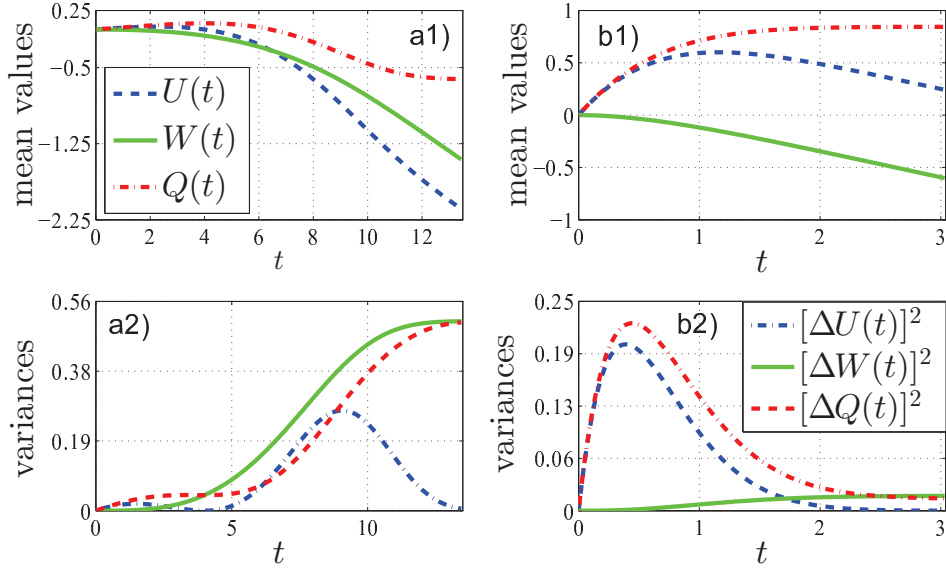 0.25
−0.5
−1.25
−2.25
mean values
a1)
U(t)
W(t)
Q(t)
0 2 4 6 8 10 12
t
1
0.5
0
−0.5
−1
mean values
b1)
0 1 2 3
t
0.56
0.38
0.19
0
variances
a2)
0 5 10
t
0.25
0.19
0.13
0.06
0
variances
b2)
[ΔU(t)]²
[ΔW(t)]²
[ΔQ(t)]²
0 1 2 3
t